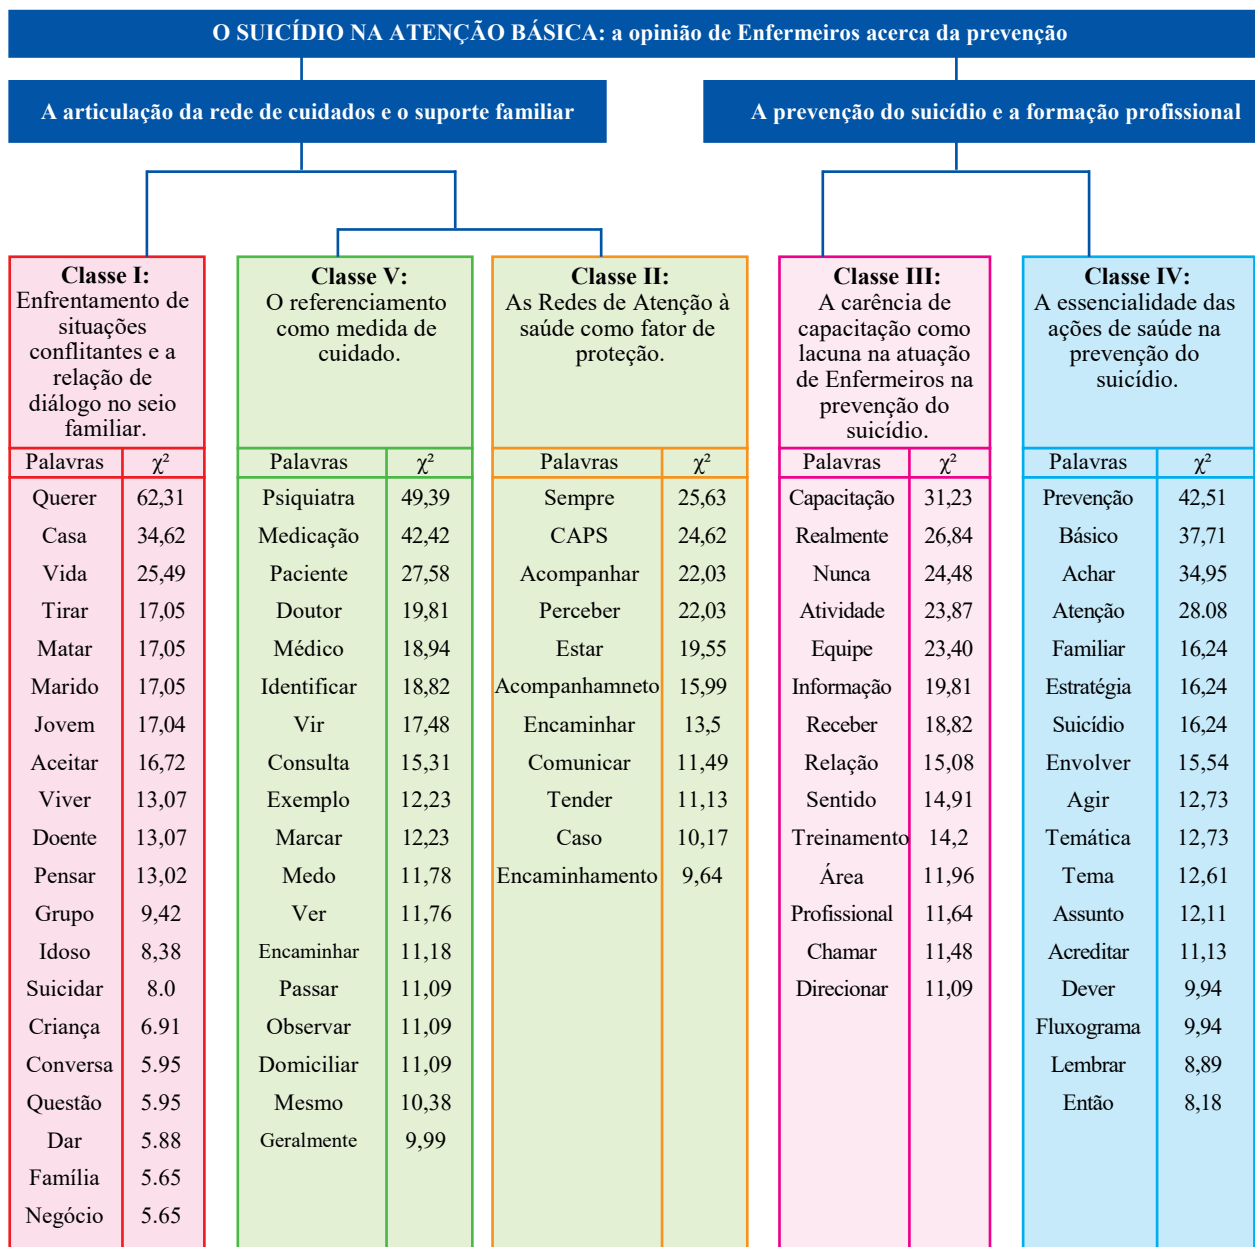 O SUICÍDIO NA ATENÇÃO BÁSICA: a opinião de Enfermeiros acerca da prevenção
A articulação da rede de cuidados e o suporte familiar
A prevenção do suicídio e a formação profissional
Classe I:
Enfrentamento de
situações
conflitantes e a
relação de
diálogo no seio
familiar.
Palavras χ²
Querer 62,31
Casa 34,62
Vida 25,49
Tirar 17,05
Matar 17,05
Marido 17,05
Jovem 17,04
Aceitar 16,72
Viver 13,07
Doente 13,07
Pensar 13,02
Grupo 9,42
Idoso 8,38
Suicidar 8.0
Criança 6.91
Conversa 5.95
Questão 5.95
Dar 5.88
Família 5.65
Negócio 5.65
Classe V:
O referenciamento
como medida de
cuidado.
Palavras χ²
Psiquiatra 49,39
Medicação 42,42
Paciente 27,58
Doutor 19,81
Médico 18,94
Identificar 18,82
Vir 17,48
Consulta 15,31
Exemplo 12,23
Marcar 12,23
Medo 11,78
Ver 11,76
Encaminhar 11,18
Passar 11,09
Observar 11,09
Domiciliar 11,09
Mesmo 10,38
Geralmente 9,99
Classe II:
As Redes de Atenção à
saúde como fator de
proteção.
Palavras χ²
Sempre 25,63
CAPS 24,62
Acompanhar 22,03
Perceber 22,03
Estar 19,55
Acompanhamneto 15,99
Encaminhar 13,5
Comunicar 11,49
Tender 11,13
Caso 10,17
Encaminhamento 9,64
Classe III:
A carência de
capacitação como
lacuna na atuação
de Enfermeiros na
prevenção do
suicídio.
Palavras χ²
Capacitação 31,23
Realmente 26,84
Nunca 24,48
Atividade 23,87
Equipe 23,40
Informação 19,81
Receber 18,82
Relação 15,08
Sentido 14,91
Treinamento 14,2
Área 11,96
Profissional 11,64
Chamar 11,48
Direcionar 11,09
Classe IV:
A essencialidade das
ações de saúde na
prevenção do
suicídio.
Palavras χ²
Prevenção 42,51
Básico 37,71
Achar 34,95
Atenção 28.08
Familiar 16,24
Estratégia 16,24
Suicídio 16,24
Envolver 15,54
Agir 12,73
Temática 12,73
Tema 12,61
Assunto 12,11
Acreditar 11,13
Dever 9,94
Fluxograma 9,94
Lembrar 8,89
Então 8,18